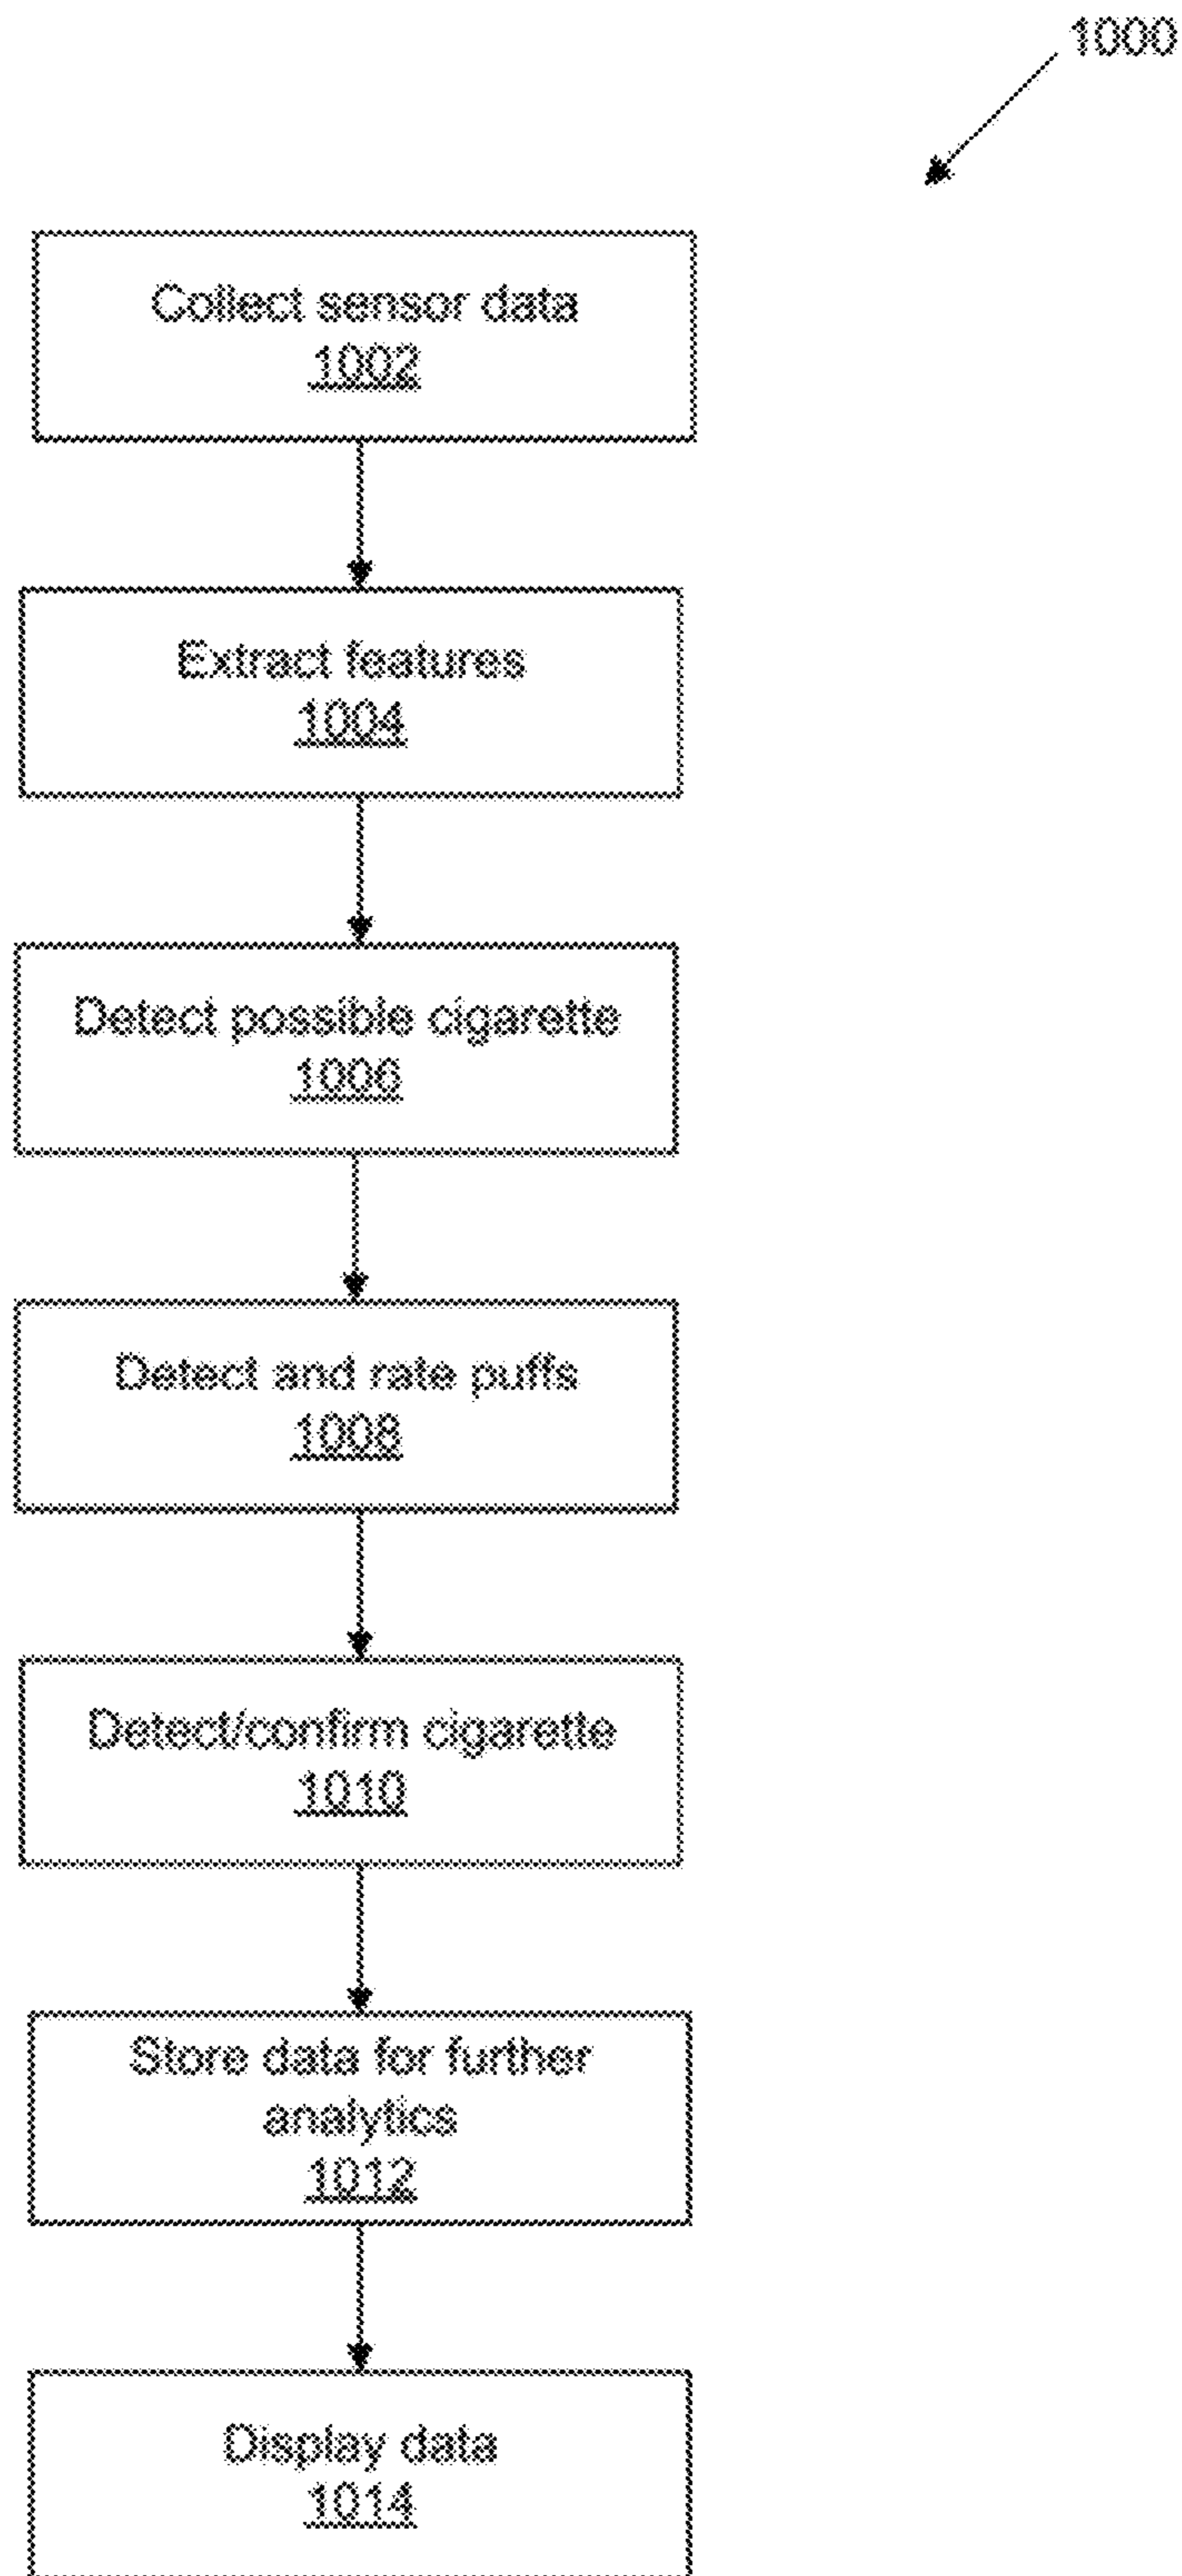 1000
Collect sensor data
1002
Extract features
1004
Detect possible cigarette
1006
Detect and rate puffs
1008
Detect/confirm cigarette
1010
Store data for further
analytics
1012
Display data
1014